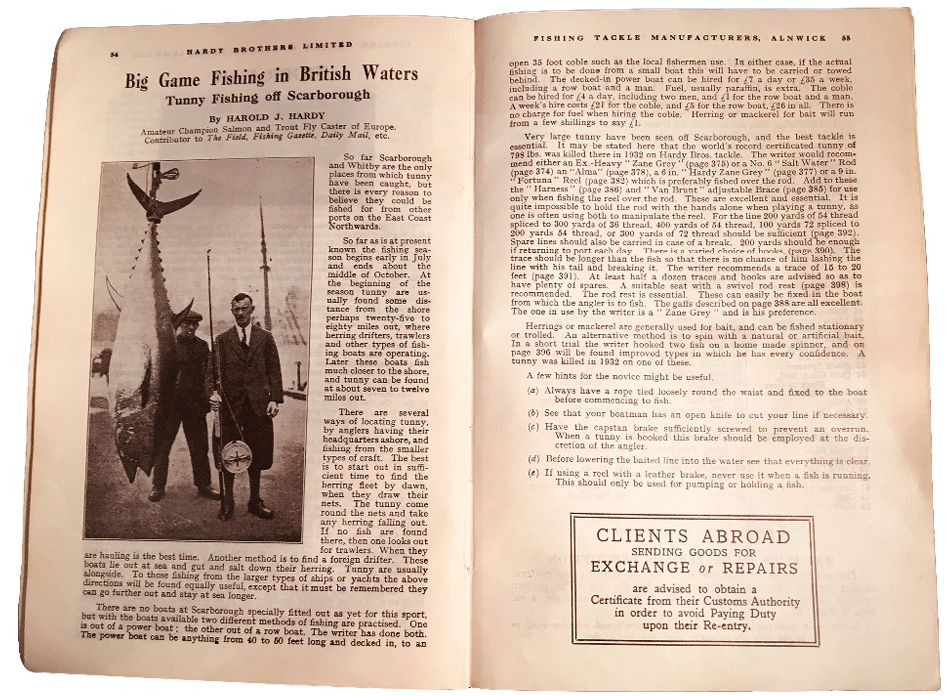 54
HARDY BROTHERS LIMITED
Big Game Fishing in British Waters
Tunny Fishing off Scarborough
By HAROLD J. HARDY
Amateur Champion Salmon and Trout Fly Caster of Europe.
Contributor to The Field, Fishing Gazette, Daily Mail, etc.
So far Scarborough
and Whitby are the only
places from which tunny
have been caught, but
there is every reason to
believe they could be
fished for from other
ports on the East Coast
Northwards.
So far as is at present
known the fishing sea-
son begins early in July
and ends about the
middle of October. At
the beginning of the
season tunny are us-
ually found some dis-
tance from the shore
perhaps twenty-five to
eighty miles out, where
herring drifters, trawlers
and other types of fish-
ing boats are operating.
Later these boats fish
much closer to the shore,
and tunny can be found
at about seven to twelve
miles out.
There are several
ways of locating tunny,
by anglers having their
headquarters ashore, and
fishing from the smaller
types of craft. The best
is to start out in suffi-
cient time to find the
herring fleet by dawn,
when they draw their
nets. The tunny come
round the nets and take
any herring falling out.
If no fish are found
there, then one looks out
for trawlers. When they
are hauling is the best time. Another method is to find a foreign drifter. These
boats lie out at sea and gut and salt down their herring. Tunny are usually
alongside. To those fishing from the larger types of ships or yachts the above
directions will be found equally useful, except that it must be remembered they
can go further out and stay at sea longer.
There are no boats at Scarborough specially fitted out as yet for this sport,
but with the boats available two different methods of fishing are practised. One
is out of a power boat; the other out of a row boat. The writer has done both.
The power boat can be anything from 40 to 50 feet long and decked in, to an
FISHING TACKLE MANUFACTURERS, ALNWICK 55
open 35 foot coble such as the local fishermen use. In either case, if the actual
fishing is to be done from a small boat this will have to be carried or towed
behind. The decked-in power boat can be hired for £7 a day or £35 a week,
including a row boat and a man. Fuel, usually paraffin, is extra. The coble
can be hired for £4 a day, including two men, and £1 for the row boat and a man.
A week's hire costs £21 for the coble, and £5 for the row boat, £26 in all. There is
no charge for fuel when hiring the coble. Herring or mackerel for bait will run
from a few shillings to say £1.
Very large tunny have been seen off Scarborough, and the best tackle is
essential. It may be stated here that the world's record certificated tunny of
798 lbs. was killed there in 1932 on Hardy Bros. tackle. The writer would recom-
mend either an Ex.-Heavy "Zane Grey" (page 375) or a No. 6 "Salt Water" Rod
(page 374) an "Alma" (page 378), a 6 in. "Hardy Zane Grey" (page 377) or a 9 in.
"Fortuna" Reel (page 382) which is preferably fished over the rod. Add to these
the "Harness" (page 386) and "Van Brunt" adjustable Brace (page 385) for use
only when fishing the reel over the rod. These are excellent and essential. It is
quite impossible to hold the rod with the hands alone when playing a tunny, as
one is often using both to manipulate the reel. For the line 200 yards of 54 thread
spliced to 300 yards of 36 thread, 400 yards of 54 thread, 100 yards 72 spliced to
200 yards 54 thread, or 300 yards of 72 thread should be sufficient (page 392).
Spare lines should also be carried in case of a break. 200 yards should be enough
if returning to port each day. There is a varied choice of hooks (page 390). The
trace should be longer than the fish so that there is no chance of him lashing the
line with his tail and breaking it. The writer recommends a trace of 15 to 20
feet (page 391). At least half a dozen traces and hooks are advised so as to
have plenty of spares. A suitable seat with a swivel rod rest (page 398) is
recommended. The rod rest is essential. These can easily be fixed in the boat
from which the angler is to fish. The gaffs described on page 388 are all excellent.
The one in use by the writer is a "Zane Grey" and is his preference.
Herrings or mackerel are generally used for bait, and can be fished stationary
or trolled. An alternative method is to spin with a natural or artificial bait.
In a short trial the writer hooked two fish on a home made spinner, and on
page 396 will be found improved types in which he has every confidence. A
tunny was killed in 1932 on one of these.
A few hints for the novice might be useful.
(a) Always have a rope tied loosely round the waist and fixed to the boat
before commencing to fish.
(b) See that your boatman has an open knife to cut your line if necessary.
(c) Have the capstan brake sufficiently screwed to prevent an overrun.
When a tunny is hooked this brake should be employed at the dis-
cretion of the angler.
(d) Before lowering the baited line into the water see that everything is clear.
(e) If using a reel with a leather brake, never use it when a fish is running.
This should only be used for pumping or holding a fish.
CLIENTS ABROAD
SENDING GOODS FOR
EXCHANGE or REPAIRS
are advised to obtain a
Certificate from their Customs Authority
in order to avoid Paying Duty
upon their Re-entry.